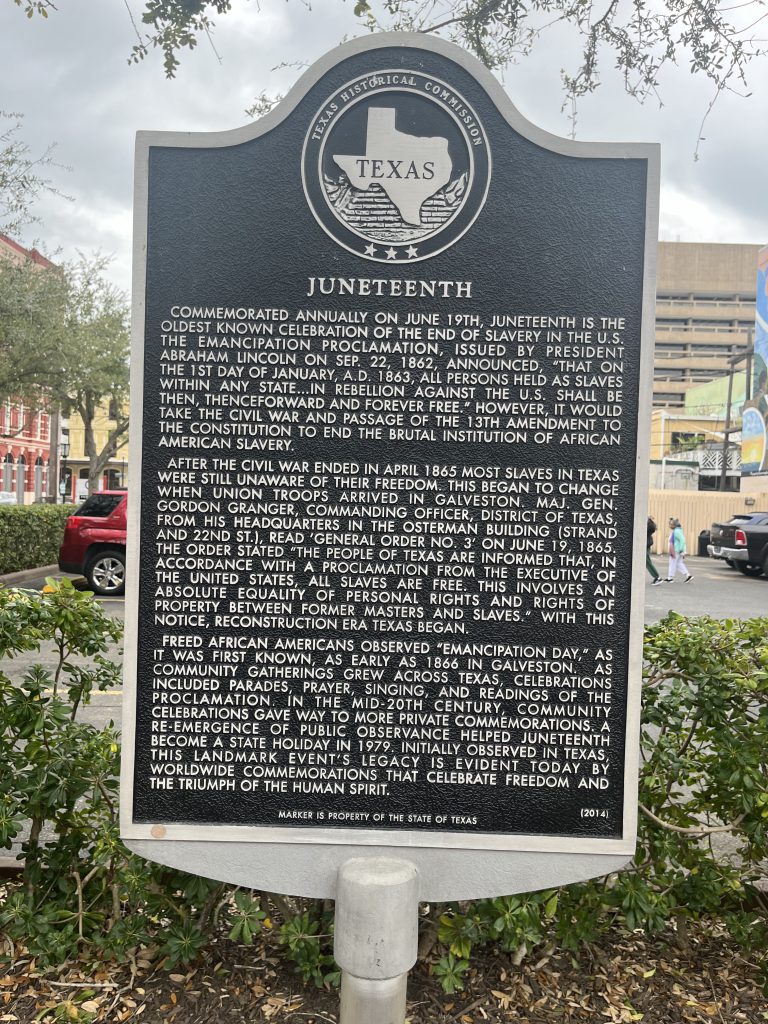 TEXAS HISTORICAL COMMISSION
TEXAS
JUNETEENTH
COMMEMORATED ANNUALLY ON JUNE 19TH, JUNETEENTH IS THE
OLDEST KNOWN CELEBRATION OF THE END OF SLAVERY IN THE U.S.
THE EMANCIPATION PROCLAMATION, ISSUED BY PRESIDENT
ABRAHAM LINCOLN ON SEP. 22, 1862, ANNOUNCED, "THAT ON
THE 1ST DAY OF JANUARY, A.D. 1863, ALL PERSONS HELD AS SLAVES
WITHIN ANY STATE...IN REBELLION AGAINST THE U.S. SHALL BE
THEN, THENCEFORWARD AND FOREVER FREE." HOWEVER, IT WOULD
TAKE THE CIVIL WAR AND PASSAGE OF THE 13TH AMENDMENT TO
THE CONSTITUTION TO END THE BRUTAL INSTITUTION OF AFRICAN
AMERICAN SLAVERY.
AFTER THE CIVIL WAR ENDED IN APRIL 1865 MOST SLAVES IN TEXAS
WERE STILL UNAWARE OF THEIR FREEDOM. THIS BEGAN TO CHANGE
WHEN UNION TROOPS ARRIVED IN GALVESTON. MAJ. GEN.
GORDON GRANGER, COMMANDING OFFICER, DISTRICT OF TEXAS,
FROM HIS HEADQUARTERS IN THE OSTERMAN BUILDING (STRAND
AND 22ND ST.), READ 'GENERAL ORDER NO. 3' ON JUNE 19, 1865.
THE ORDER STATED "THE PEOPLE OF TEXAS ARE INFORMED THAT, IN
ACCORDANCE WITH A PROCLAMATION FROM THE EXECUTIVE OF
THE UNITED STATES, ALL SLAVES ARE FREE. THIS INVOLVES AN
ABSOLUTE EQUALITY OF PERSONAL RIGHTS AND RIGHTS OF
PROPERTY BETWEEN FORMER MASTERS AND SLAVES." WITH THIS
NOTICE, RECONSTRUCTION ERA TEXAS BEGAN.
FREED AFRICAN AMERICANS OBSERVED "EMANCIPATION DAY," AS
IT WAS FIRST KNOWN, AS EARLY AS 1866 IN GALVESTON. AS
COMMUNITY GATHERINGS GREW ACROSS TEXAS, CELEBRATIONS
INCLUDED PARADES, PRAYER, SINGING, AND READINGS OF THE
PROCLAMATION. IN THE MID-20TH CENTURY, COMMUNITY
CELEBRATIONS GAVE WAY TO MORE PRIVATE COMMEMORATIONS. A
RE-EMERGENCE OF PUBLIC OBSERVANCE HELPED JUNETEENTH
BECOME A STATE HOLIDAY IN 1979. INITIALLY OBSERVED IN TEXAS,
THIS LANDMARK EVENT'S LEGACY IS EVIDENT TODAY BY
WORLDWIDE COMMEMORATIONS THAT CELEBRATE FREEDOM AND
THE TRIUMPH OF THE HUMAN SPIRIT.
(2014)
MARKER IS PROPERTY OF THE STATE OF TEXAS